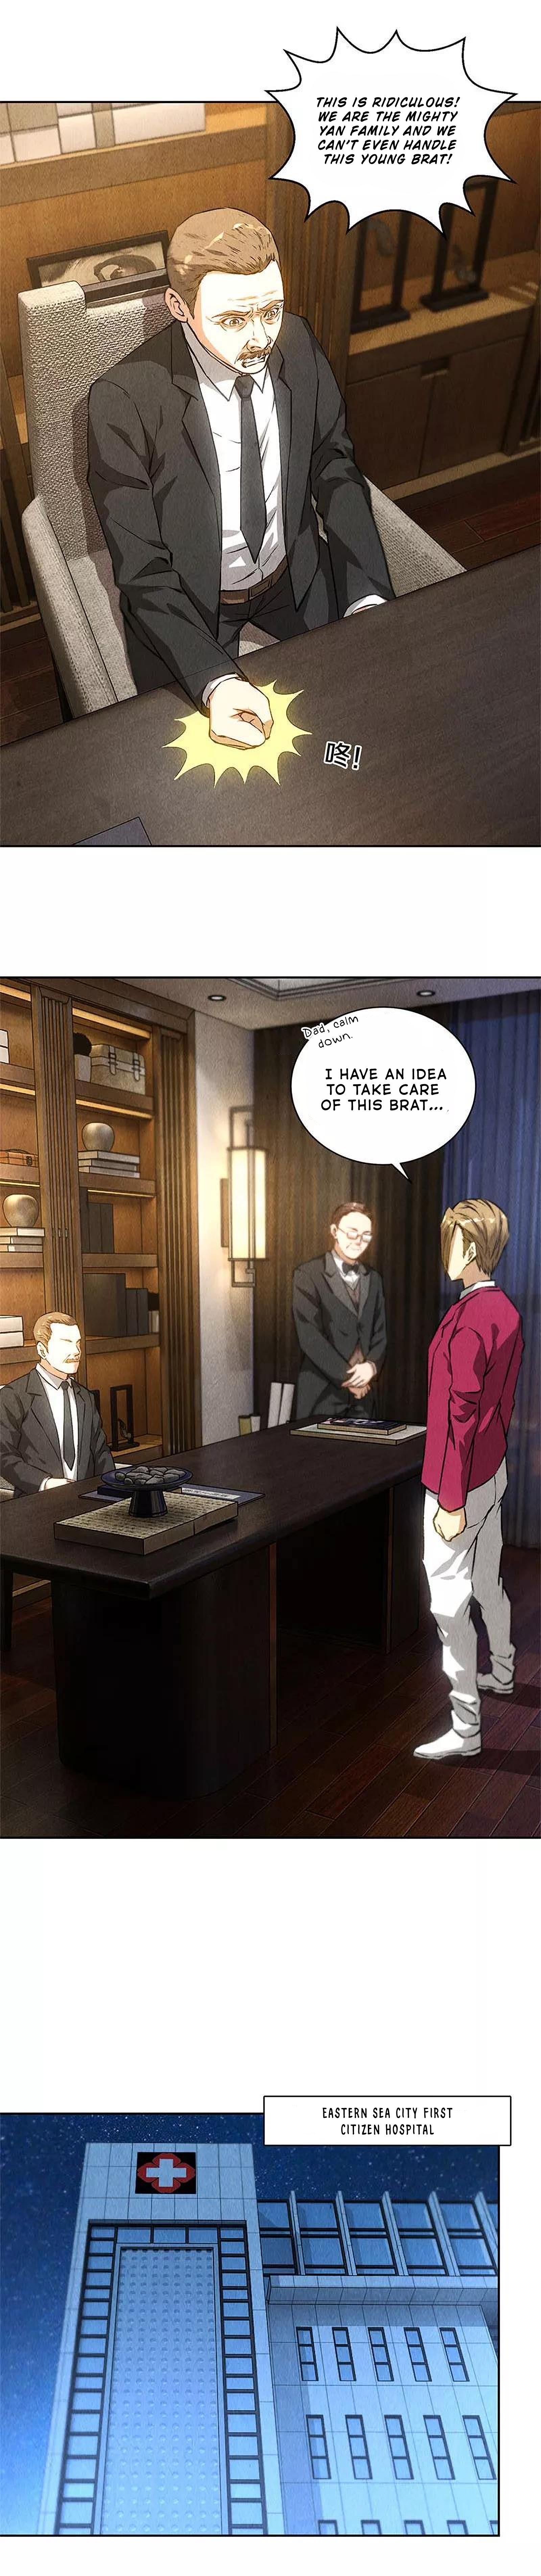 THIS IS RIDICULOUS!
WE ARE THE MIGHTY
YAN FAMILY AND WE
CAN'T EVEN HANDLE
THIS YOUNG BRAT!
咚!
Dad, calm
down.
I HAVE AN IDEA
TO TAKE CARE
OF THIS BRAT...
EASTERN SEA CITY FIRST
CITIZEN HOSPITAL